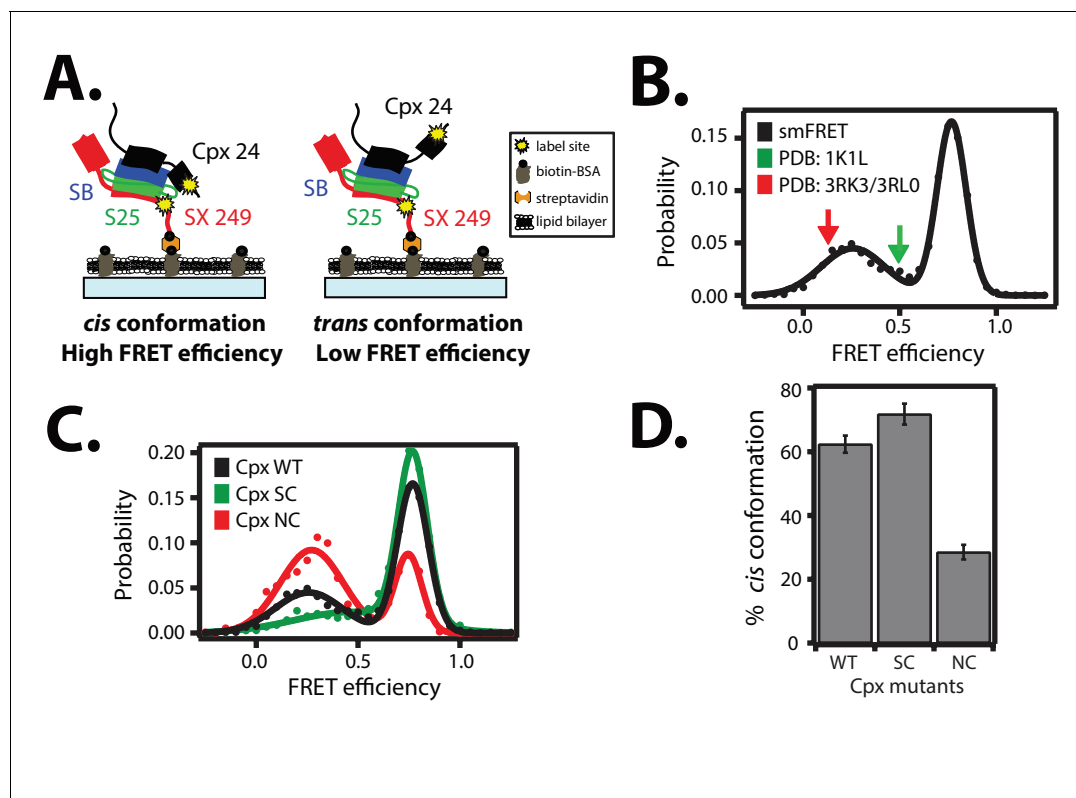 A.
Cpx 24
Cpx 24
SB
S25
SX 249
SB
S25
SX 249
label site
biotin-BSA
streptavidin
lipid bilayer
cis conformation
High FRET efficiency
trans conformation
Low FRET efficiency
B.
smFRET
PDB: 1K1L
PDB: 3RK3/3RL0
Probability
0.15
0.10
0.05
0.00
0.0
0.5
1.0
FRET efficiency
C.
Cpx WT
Cpx SC
Cpx NC
Probability
0.20
0.15
0.10
0.05
0.00
0.0
0.5
1.0
FRET efficiency
D.
% cis conformation
80
60
40
20
0
WT
SC
NC
Cpx mutants